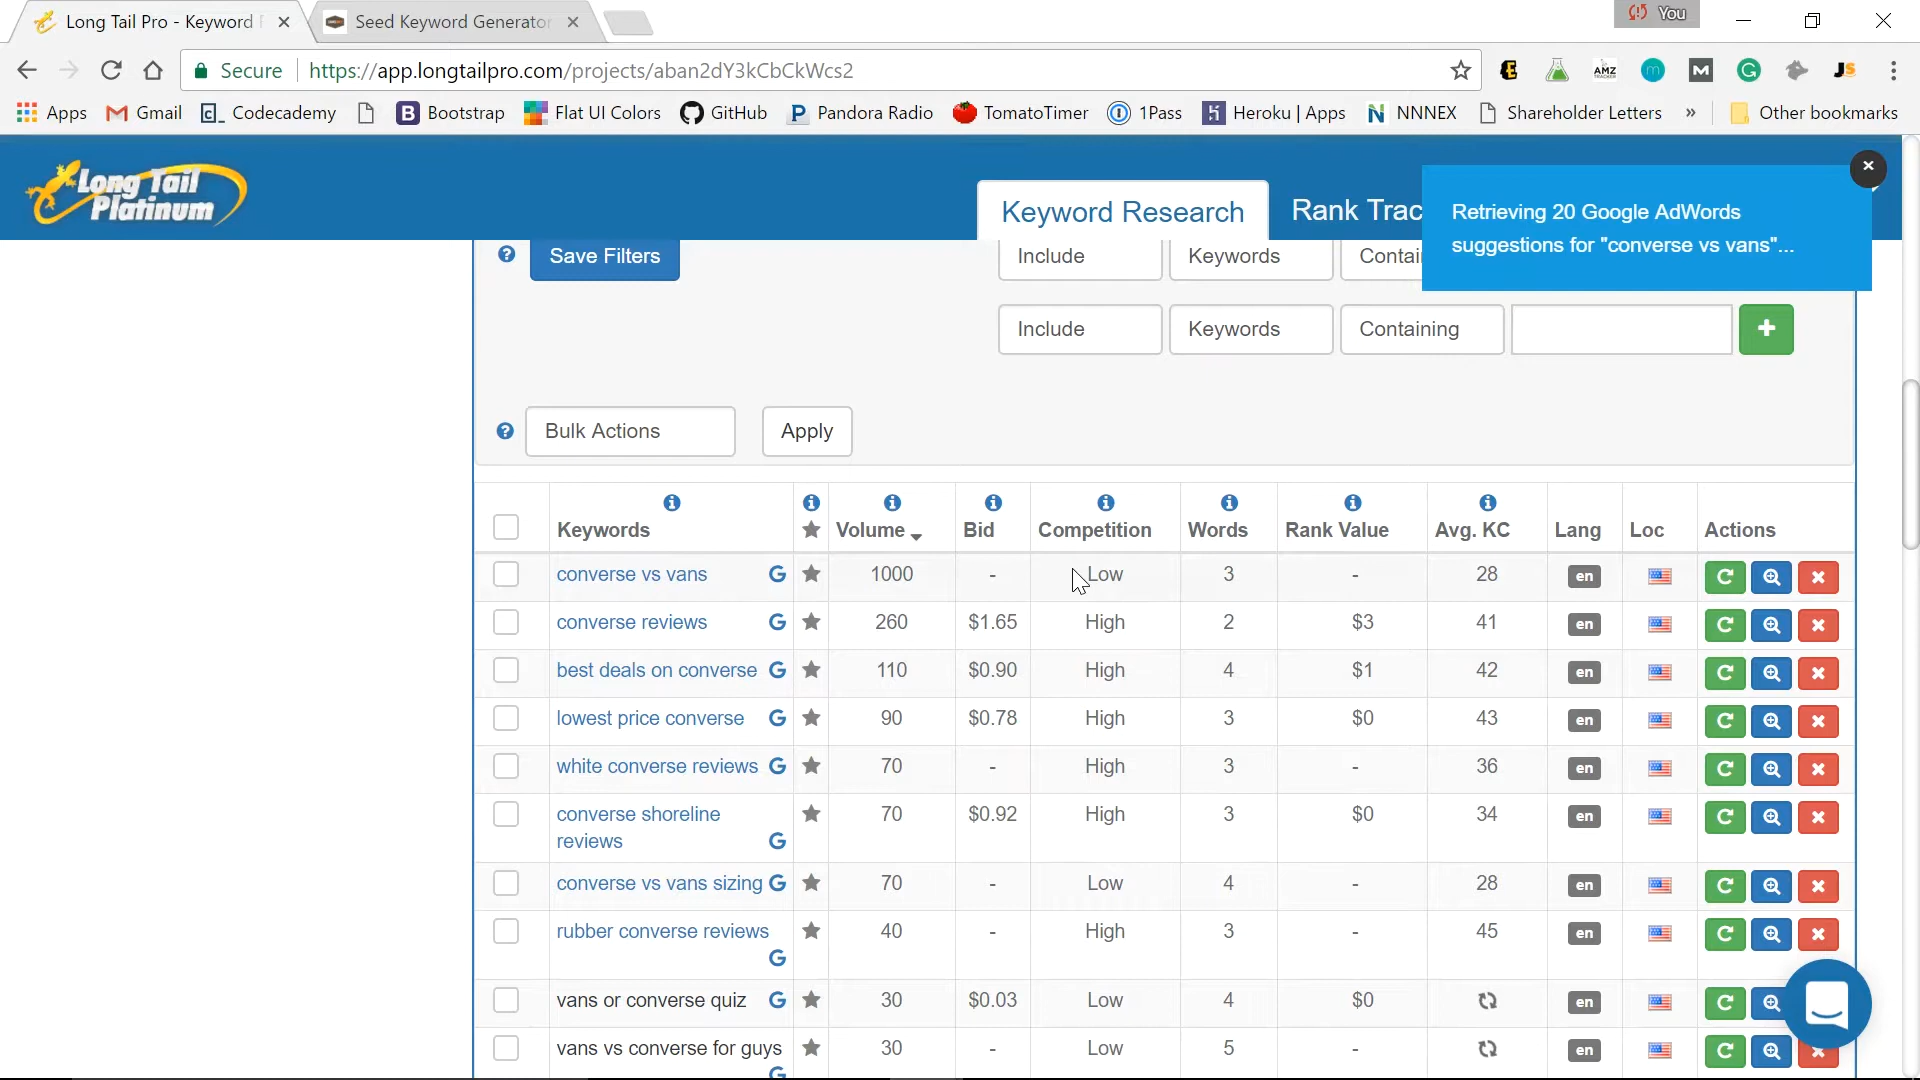 Long Tail Pro - Keyword
Seed Keyword Generator
You
Secure
https://app.longtailpro.com/projects/aban2dY3kCbCkWcs2
AMZ
M
JS
Apps
Gmail
Codecademy
B Bootstrap
Flat UI Colors
GitHub
Pandora Radio
TomatoTimer
1Pass
Heroku | Apps
NNNEX
Shareholder Letters
»
Other bookmarks
Long Tail
Platinum
Keyword Research
Rank Trac
Retrieving 20 Google AdWords
suggestions for "converse vs vans"...
Save Filters
Include
Keywords
Contai
Include
Keywords
Containing
+
Bulk Actions
Apply
Keywords ★ Volume Bid Competition Words Rank Value Avg. KC Lang Loc Actions
converse vs vans G 1000 - Low 3 - 28 en
converse reviews G 260 $1.65 High 2 $3 41 en
best deals on converse G 110 $0.90 High 4 $1 42 en
lowest price converse G 90 $0.78 High 3 $0 43 en
white converse reviews G 70 - High 3 - 36 en
converse shoreline 70 $0.92 High 3 $0 34 en
reviews G
converse vs vans sizing G 70 - Low 4 - 28 en
rubber converse reviews 40 - High 3 - 45 en
G
vans or converse quiz G 30 $0.03 Low 4 $0 en
vans vs converse for guys 30 - Low 5 - en
G